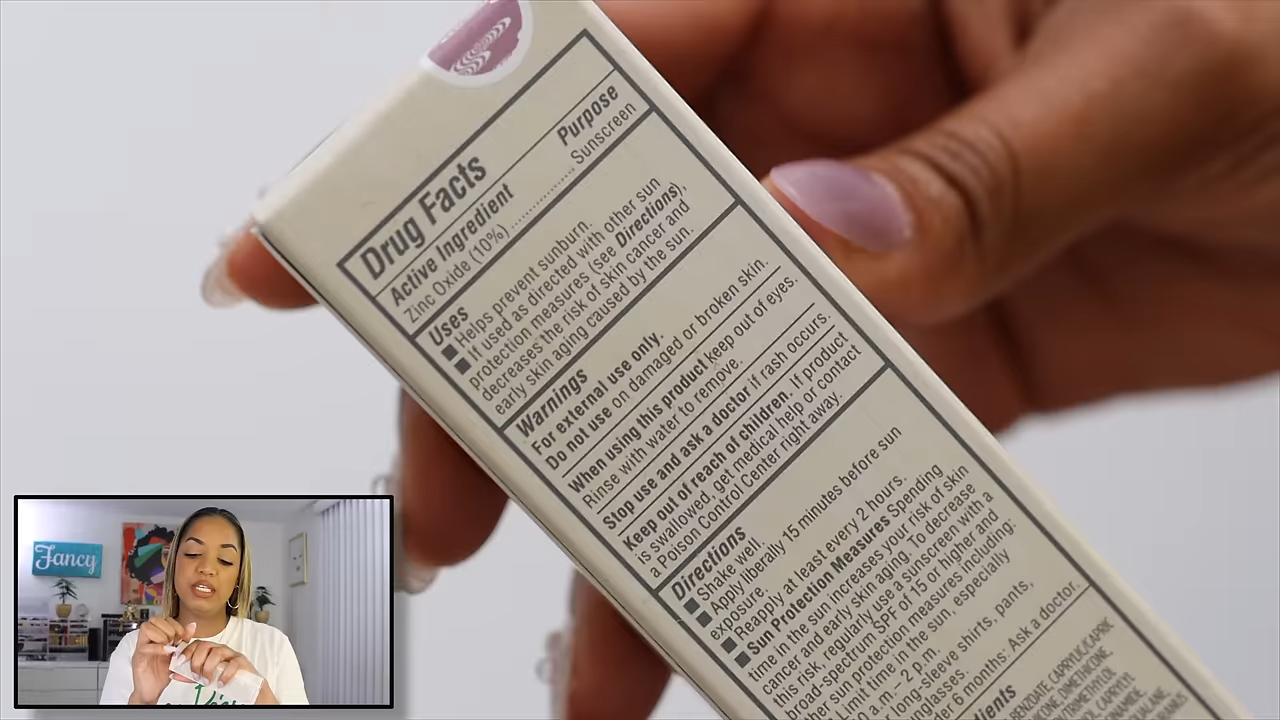 Drug Facts
Active Ingredient Purpose
Zinc Oxide (10%) .................. Sunscreen
Uses
■ Helps prevent sunburn.
■ If used as directed with other sun
protection measures (see Directions),
decreases the risk of skin cancer and
early skin aging caused by the sun.
Warnings
For external use only.
Do not use on damaged or broken skin.
When using this product keep out of eyes.
Rinse with water to remove.
Stop use and ask a doctor if rash occurs.
Keep out of reach of children. If product
is swallowed, get medical help or contact
a Poison Control Center right away.
Directions
■ Shake well.
■ Apply liberally 15 minutes before sun
exposure.
■ Reapply at least every 2 hours.
■ Sun Protection Measures Spending
time in the sun increases your risk of skin
cancer and early skin aging. To decrease
this risk, regularly use a sunscreen with a
broad-spectrum SPF of 15 or higher and
other sun protection measures including:
Limit time in the sun, especially
a.m. – 2 p.m.
long-sleeve shirts, pants,
sunglasses.
6 months: Ask a doctor.
BENZOATE, CAPRYLIC/CAPRIC
DIMETHICONE,
Fancy